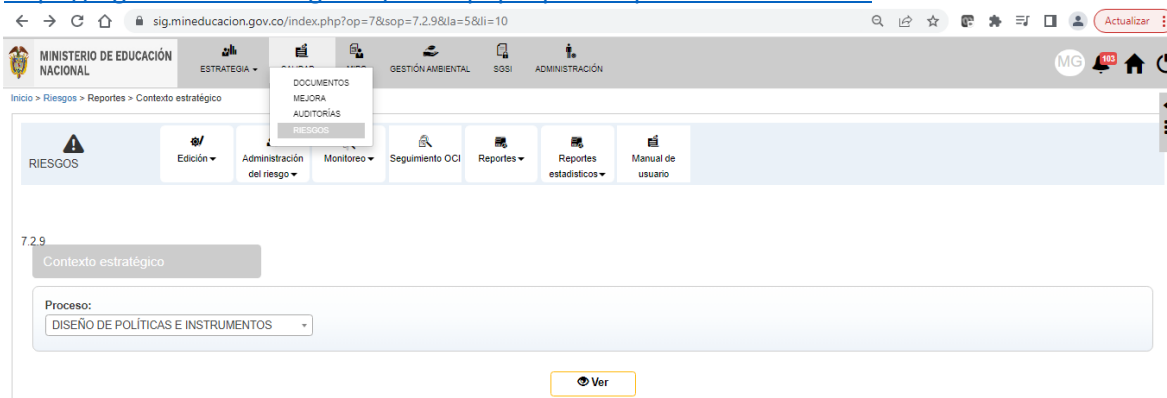 sig.mineducacion.gov.co/index.php?op=7&sop=7.2.9&la=5&li=10
Actualizar
MINISTERIO DE EDUCACIÓN
NACIONAL
ESTRATEGIA
GESTIÓN AMBIENTAL
SGSI
ADMINISTRACIÓN
MG
103
DOCUMENTOS
MEJORA
AUDITORÍAS
RIESGOS
Inicio > Riesgos > Reportes > Contexto estratégico
RIESGOS
Edición
Administración
del riesgo
Monitoreo
Seguimiento OCI
Reportes
Reportes
estadisticos
Manual de
usuario
7.2.9
Contexto estratégico
Proceso:
DISEÑO DE POLÍTICAS E INSTRUMENTOS
Ver